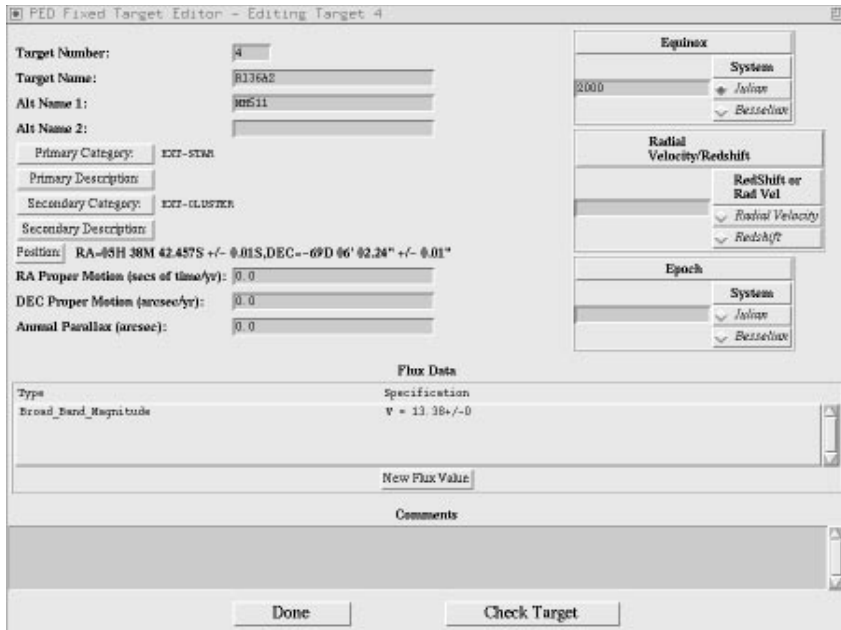 PED Fixed Target Editor - Editing Target 4
Target Number: 4
Target Name: R136A2
Alt Name 1: MHS11
Alt Name 2:
Primary Category: EXT-STAR
Primary Description:
Secondary Category: EXT-CLUSTER
Secondary Description:
Position: RA=05H 38M 42.457S +/- 0.01S,DEC=-69D 06' 02.24" +/- 0.01"
RA Proper Motion (secs of time/yr): 0.0
DEC Proper Motion (arcsec/yr): 0.0
Annual Parallax (arcsec): 0.0
Equinox
System
2000
Julian
Besselian
Radial
Velocity/Redshift
RedShift or
Rad Vel
Radial Velocity
Redshift
Epoch
System
Julian
Besselian
Flux Data
Type Specification
Broad_Band_Magnitude V = 13.38+/-0
New Flux Value
Comments
Done Check Target